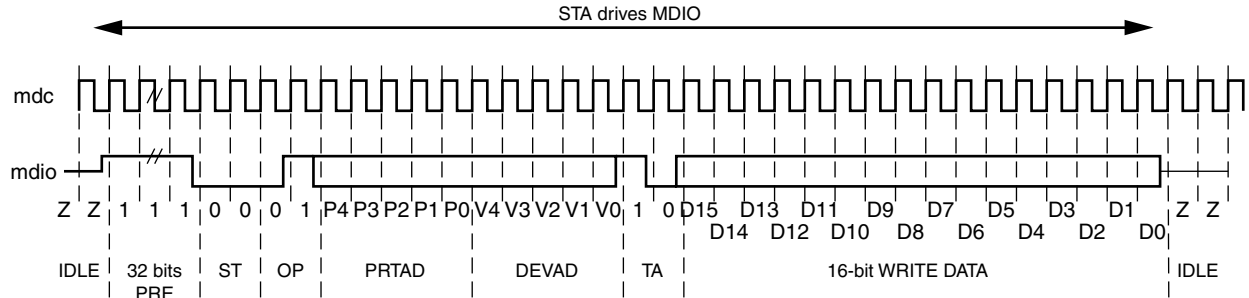 STA drives MDIO
mdc
mdio
Z Z 1 1 1 0 0 0 1 P4 P3 P2 P1 P0 V4 V3 V2 V1 V0 1 0 D15 D13 D11 D9 D7 D5 D3 D1 Z Z
D14 D12 D10 D8 D6 D4 D2 D0
IDLE 32 bits ST OP PRTAD DEVAD TA 16-bit WRITE DATA IDLE
PRE